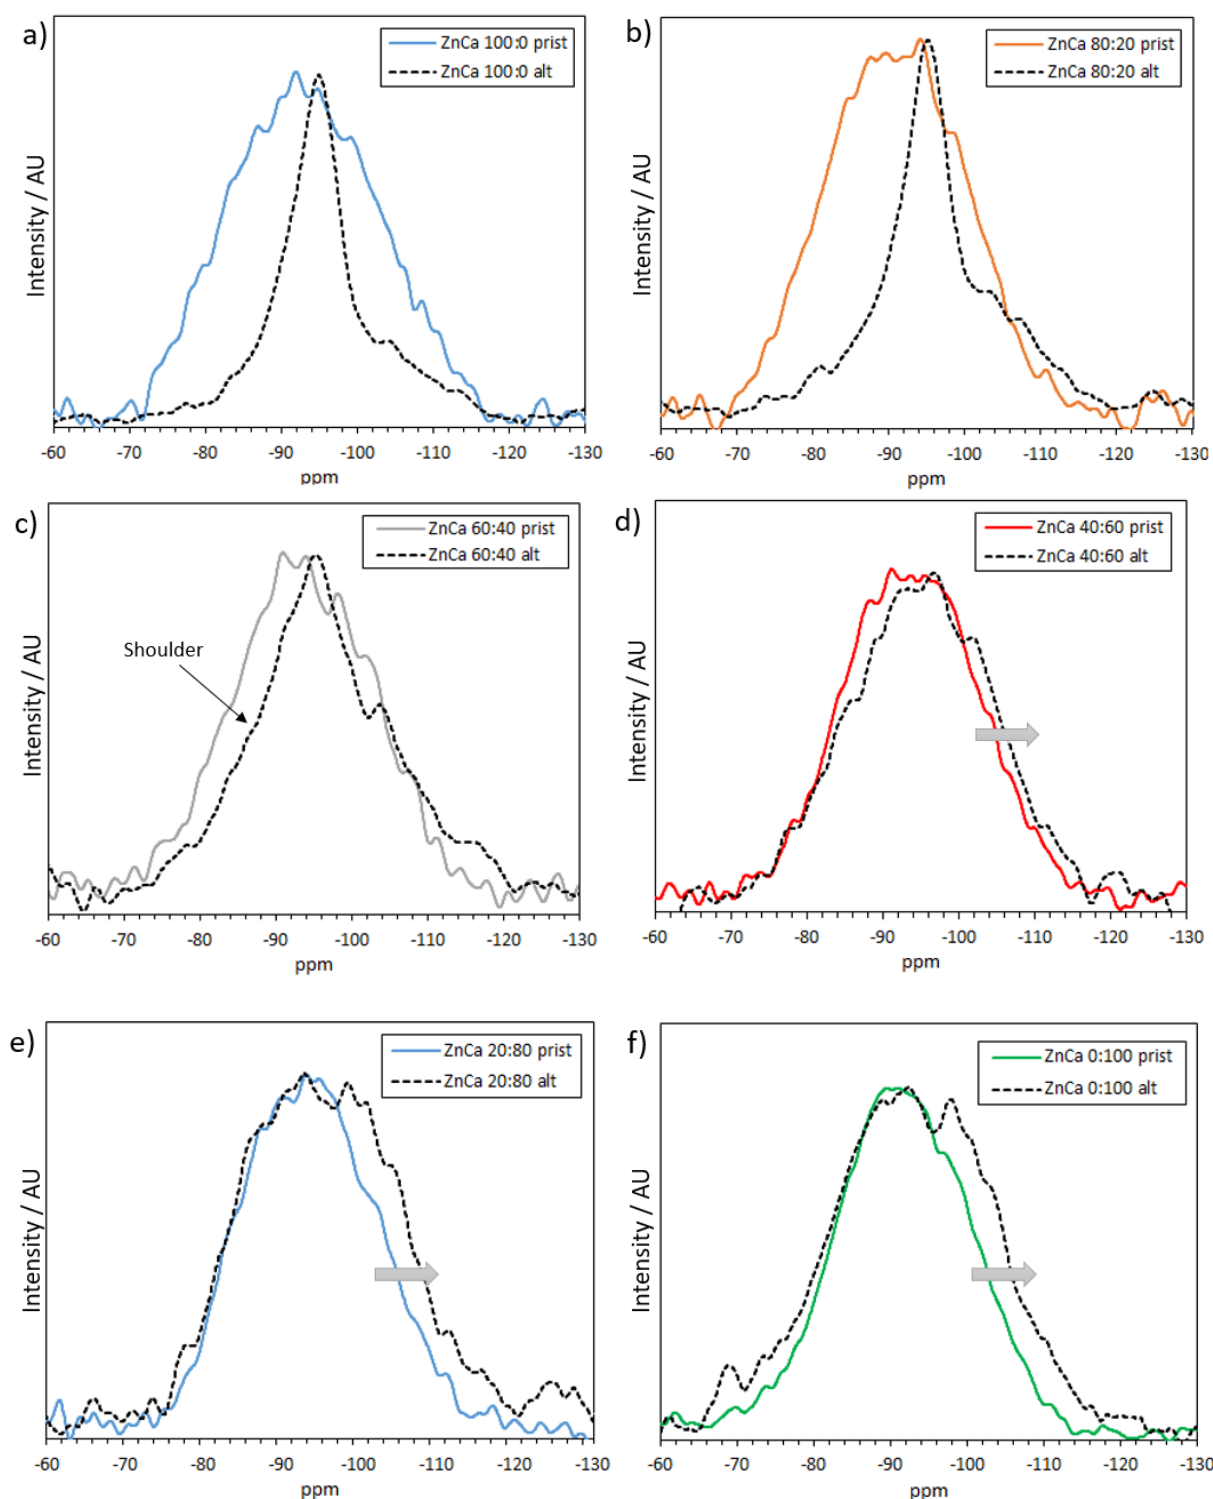 a)
ZnCa 100:0 prist
ZnCa 100:0 alt
Intensity / AU
-60 -70 -80 -90 -100 -110 -120 -130
ppm
b)
ZnCa 80:20 prist
ZnCa 80:20 alt
Intensity / AU
-60 -70 -80 -90 -100 -110 -120 -130
ppm
c)
ZnCa 60:40 prist
ZnCa 60:40 alt
Shoulder
Intensity / AU
-60 -70 -80 -90 -100 -110 -120 -130
ppm
d)
ZnCa 40:60 prist
ZnCa 40:60 alt
Intensity / AU
-60 -70 -80 -90 -100 -110 -120 -130
ppm
e)
ZnCa 20:80 prist
ZnCa 20:80 alt
Intensity / AU
-60 -70 -80 -90 -100 -110 -120 -130
ppm
f)
ZnCa 0:100 prist
ZnCa 0:100 alt
Intensity / AU
-60 -70 -80 -90 -100 -110 -120 -130
ppm